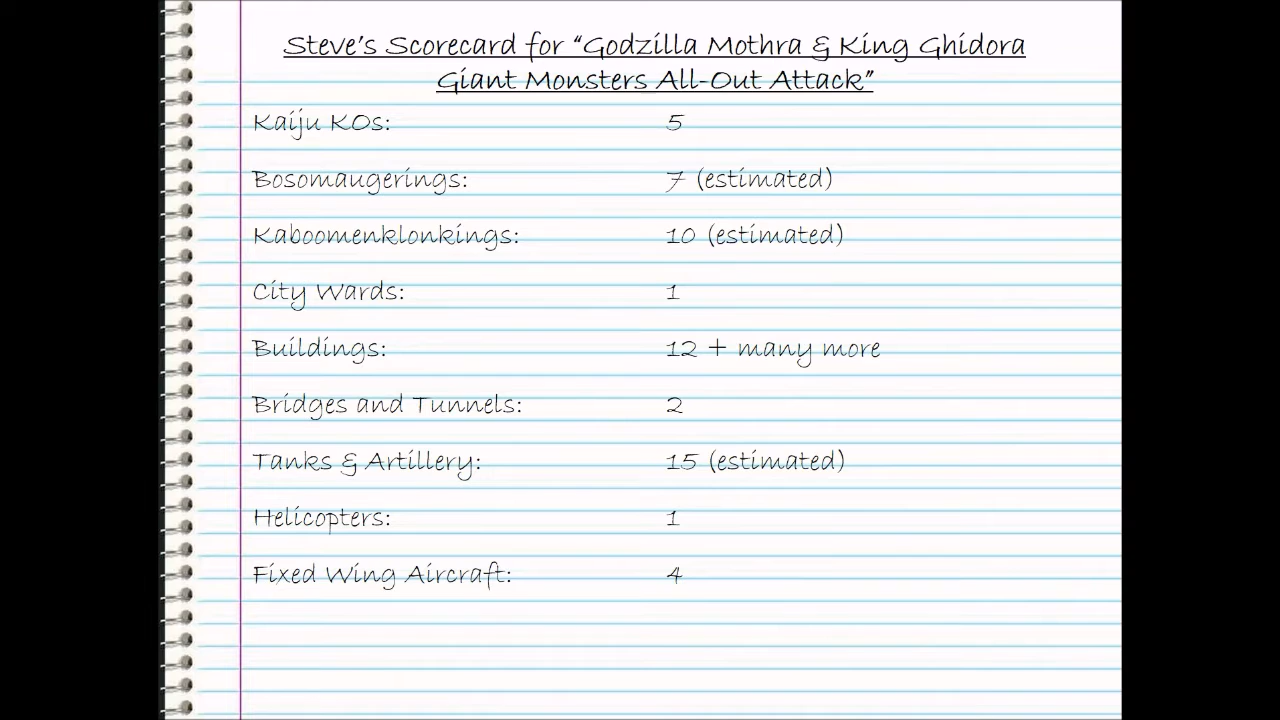 Steve's Scorecard for "Godzilla Mothra & King Ghidora
Giant Monsters All-Out Attack"
Kaiju KOs: 5
Bosomaugerings: 7 (estimated)
Kaboomenklonkings: 10 (estimated)
City Wards: 1
Buildings: 12 + many more
Bridges and Tunnels: 2
Tanks & Artillery: 15 (estimated)
Helicopters: 1
Fixed Wing Aircraft: 4